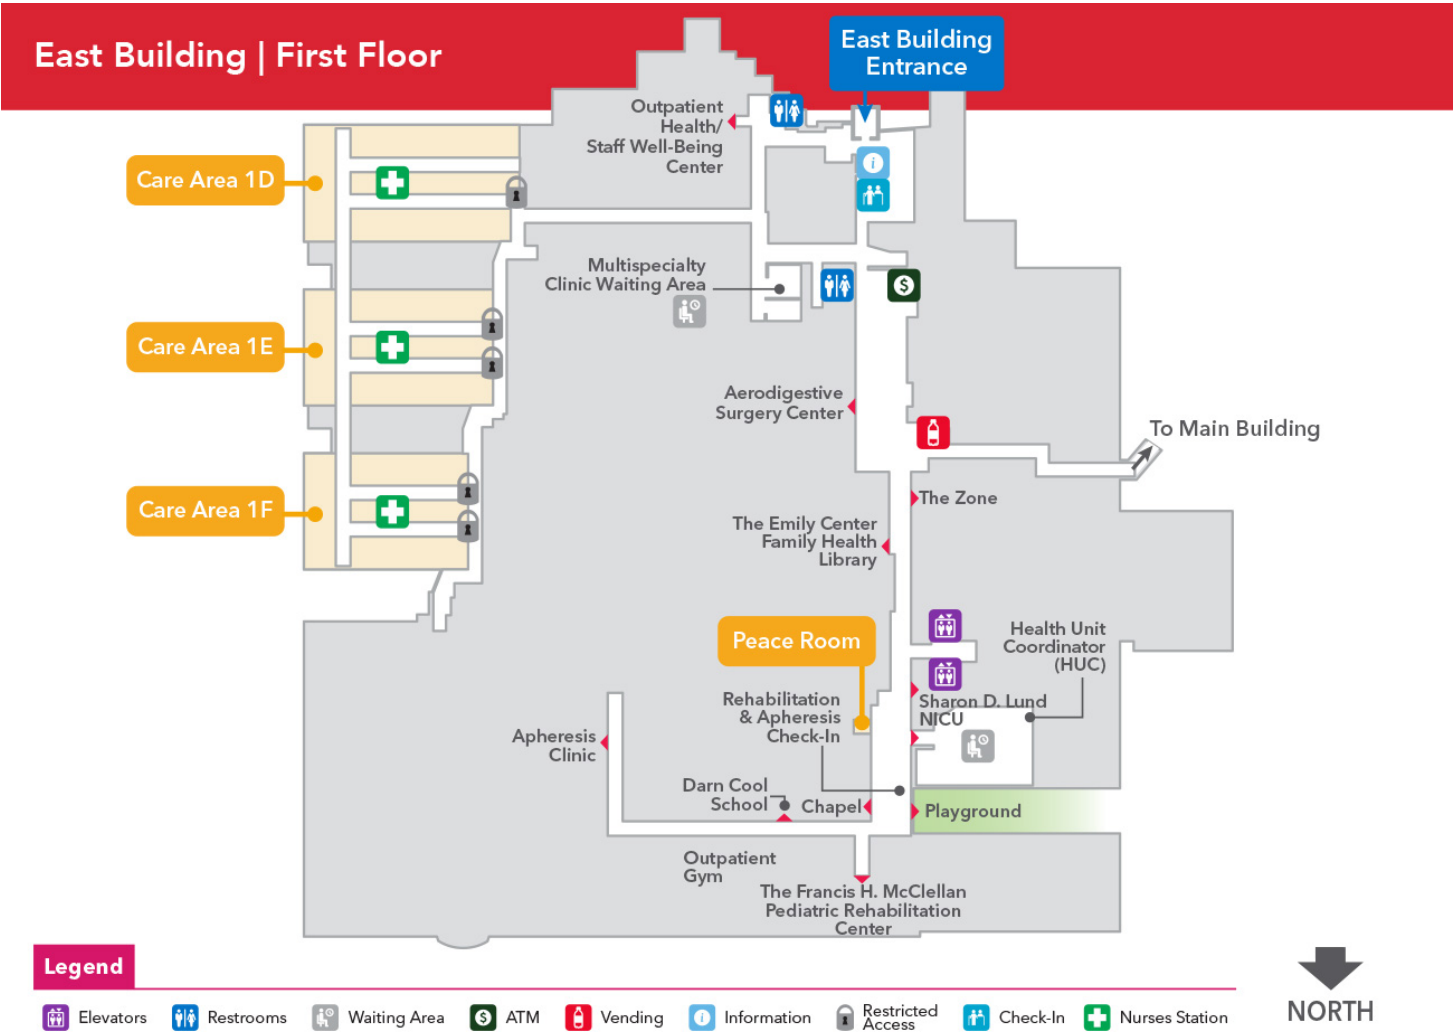 East Building | First Floor
East Building
Entrance
Outpatient
Health/
Staff Well-Being
Center
Care Area 1D
Multispecialty
Clinic Waiting Area
Care Area 1E
Aerodigestive
Surgery Center
To Main Building
Care Area 1F
The Zone
The Emily Center
Family Health
Library
Peace Room
Health Unit
Coordinator
(HUC)
Rehabilitation
& Apheresis
Check-In
Sharon D. Lund
NICU
Apheresis
Clinic
Darn Cool
School
Chapel
Playground
Outpatient
Gym
The Francis H. McClellan
Pediatric Rehabilitation
Center
Legend
Elevators
Restrooms
Waiting Area
ATM
Vending
Information
Restricted
Access
Check-In
Nurses Station
NORTH